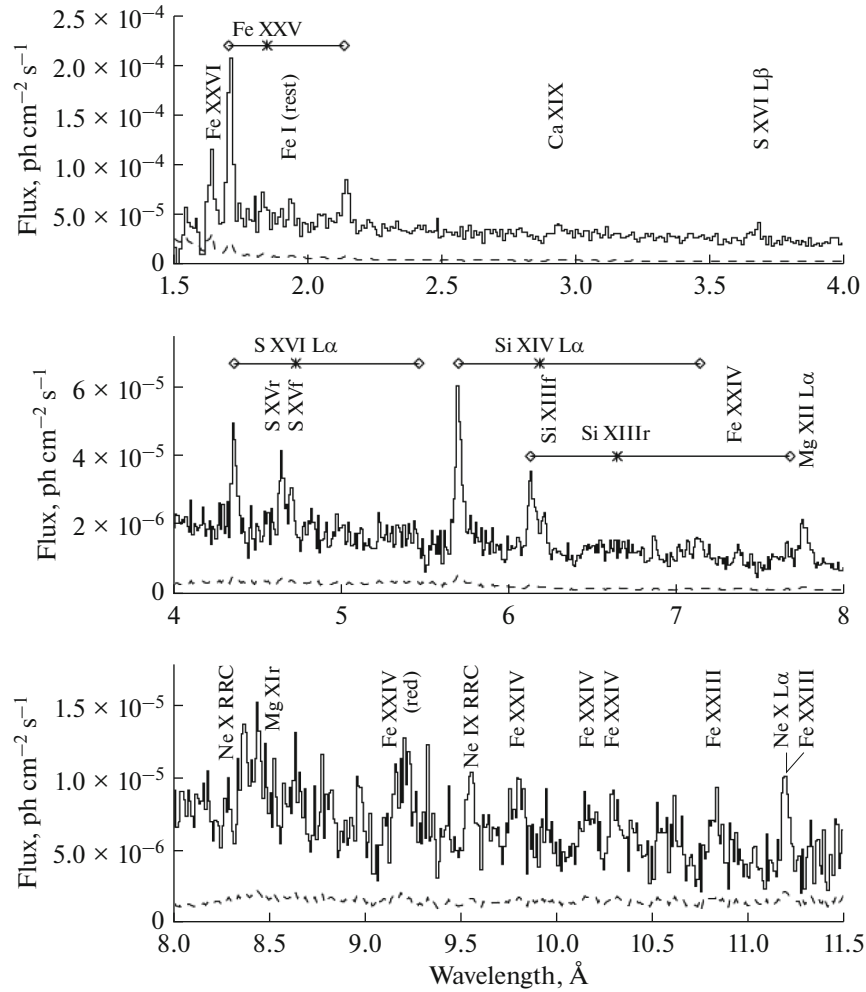 Flux, ph cm−2 s−1
2.5 × 10−4
2.0 × 10−4
1.5 × 10−4
1.0 × 10−4
5.0 × 10−5
0
Fe XXV
Fe XXVI
Fe I (rest)
Ca XIX
S XVI Lβ
1.5 2.0 2.5 3.0 3.5 4.0
Flux, ph cm−2 s−1
6 × 10−5
4 × 10−5
2 × 10−6
0
S XVI Lα
Si XIV Lα
S XVr
S XVf
Si XIIIf
Si XIIIr
Fe XXIV
Mg XII Lα
4 5 6 7 8
Flux, ph cm−2 s−1
1.5 × 10−5
1.0 × 10−5
5.0 × 10−6
0
Ne X RRC
Mg XIr
Fe XXIV
(red)
Ne IX RRC
Fe XXIV
Fe XXIV
Fe XXIV
Fe XXIII
Ne X Lα
Fe XXIII
8.0 8.5 9.0 9.5 10.0 10.5 11.0 11.5
Wavelength, Å